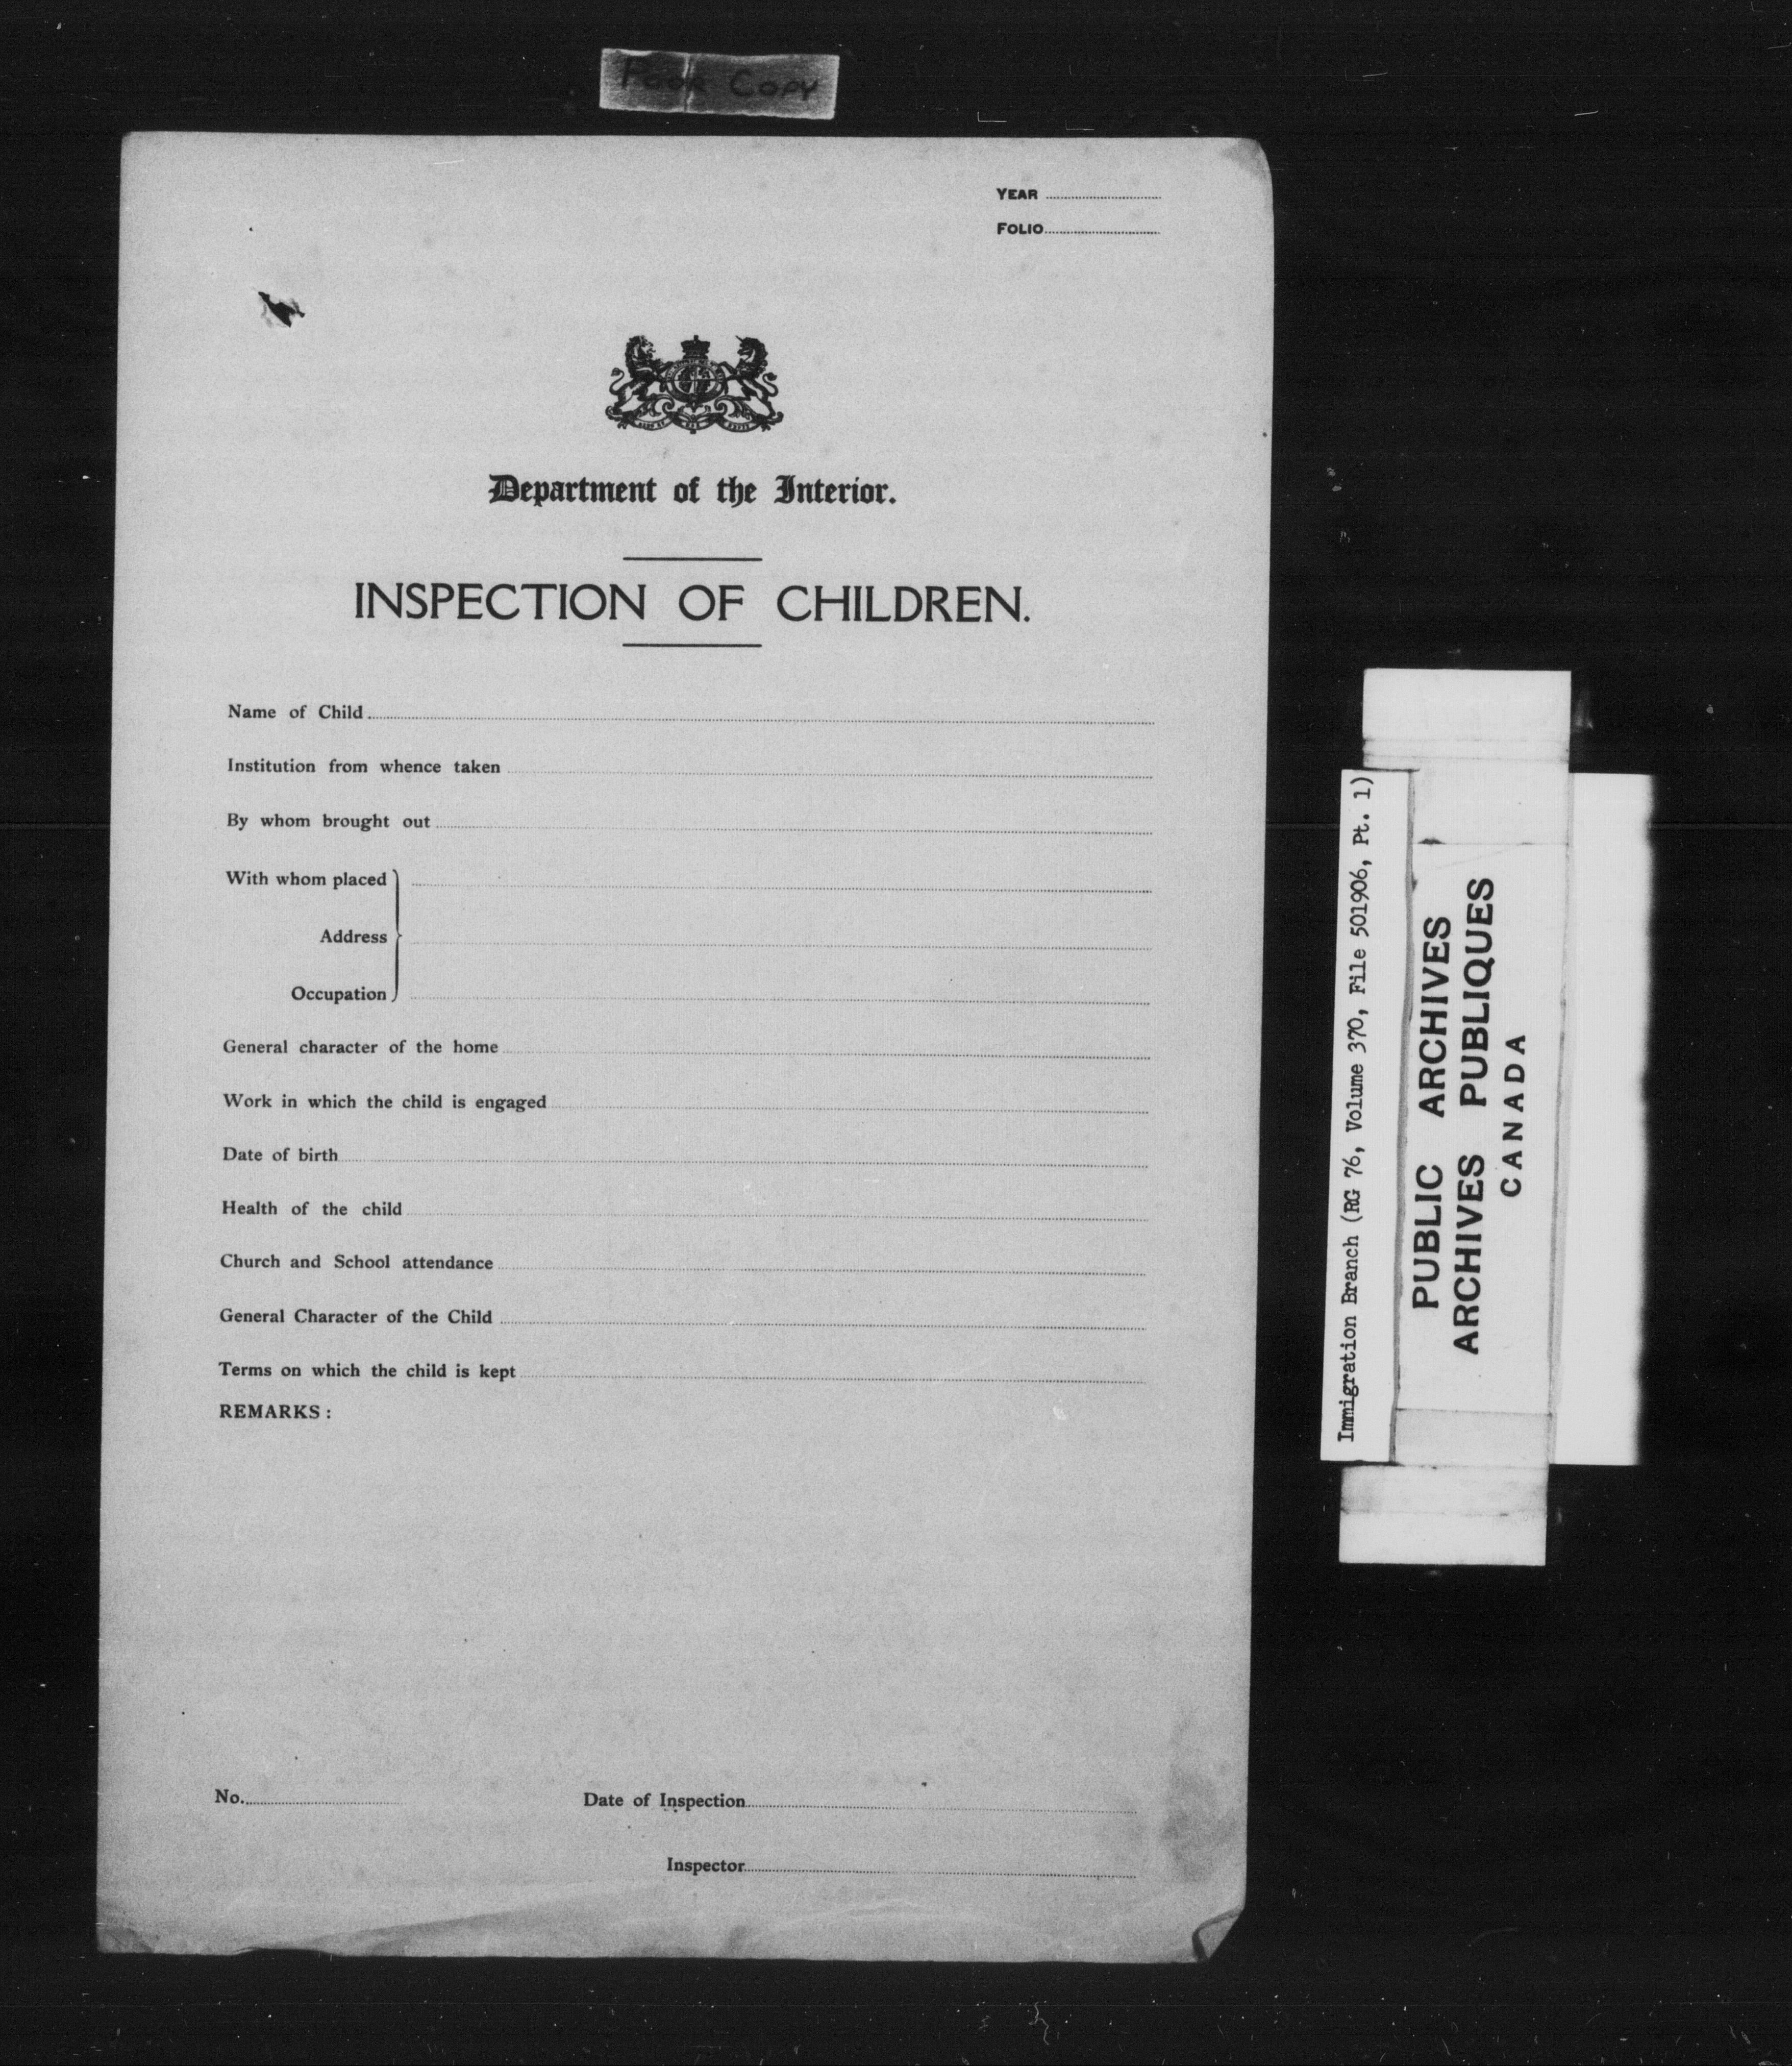 Poor Copy
YEAR
FOLIO
Department of the Interior.
INSPECTION OF CHILDREN.
Name of Child
Institution from whence taken
By whom brought out
With whom placed
Address
Occupation
General character of the home
Work in which the child is engaged
Date of birth
Health of the child
Church and School attendance
General Character of the Child
Terms on which the child is kept
REMARKS:
No. Date of Inspection
Inspector
Immigration Branch (RG 76, Volume 370, File 501906, Pt. 1)
PUBLIC ARCHIVES
ARCHIVES PUBLIQUES
CANADA